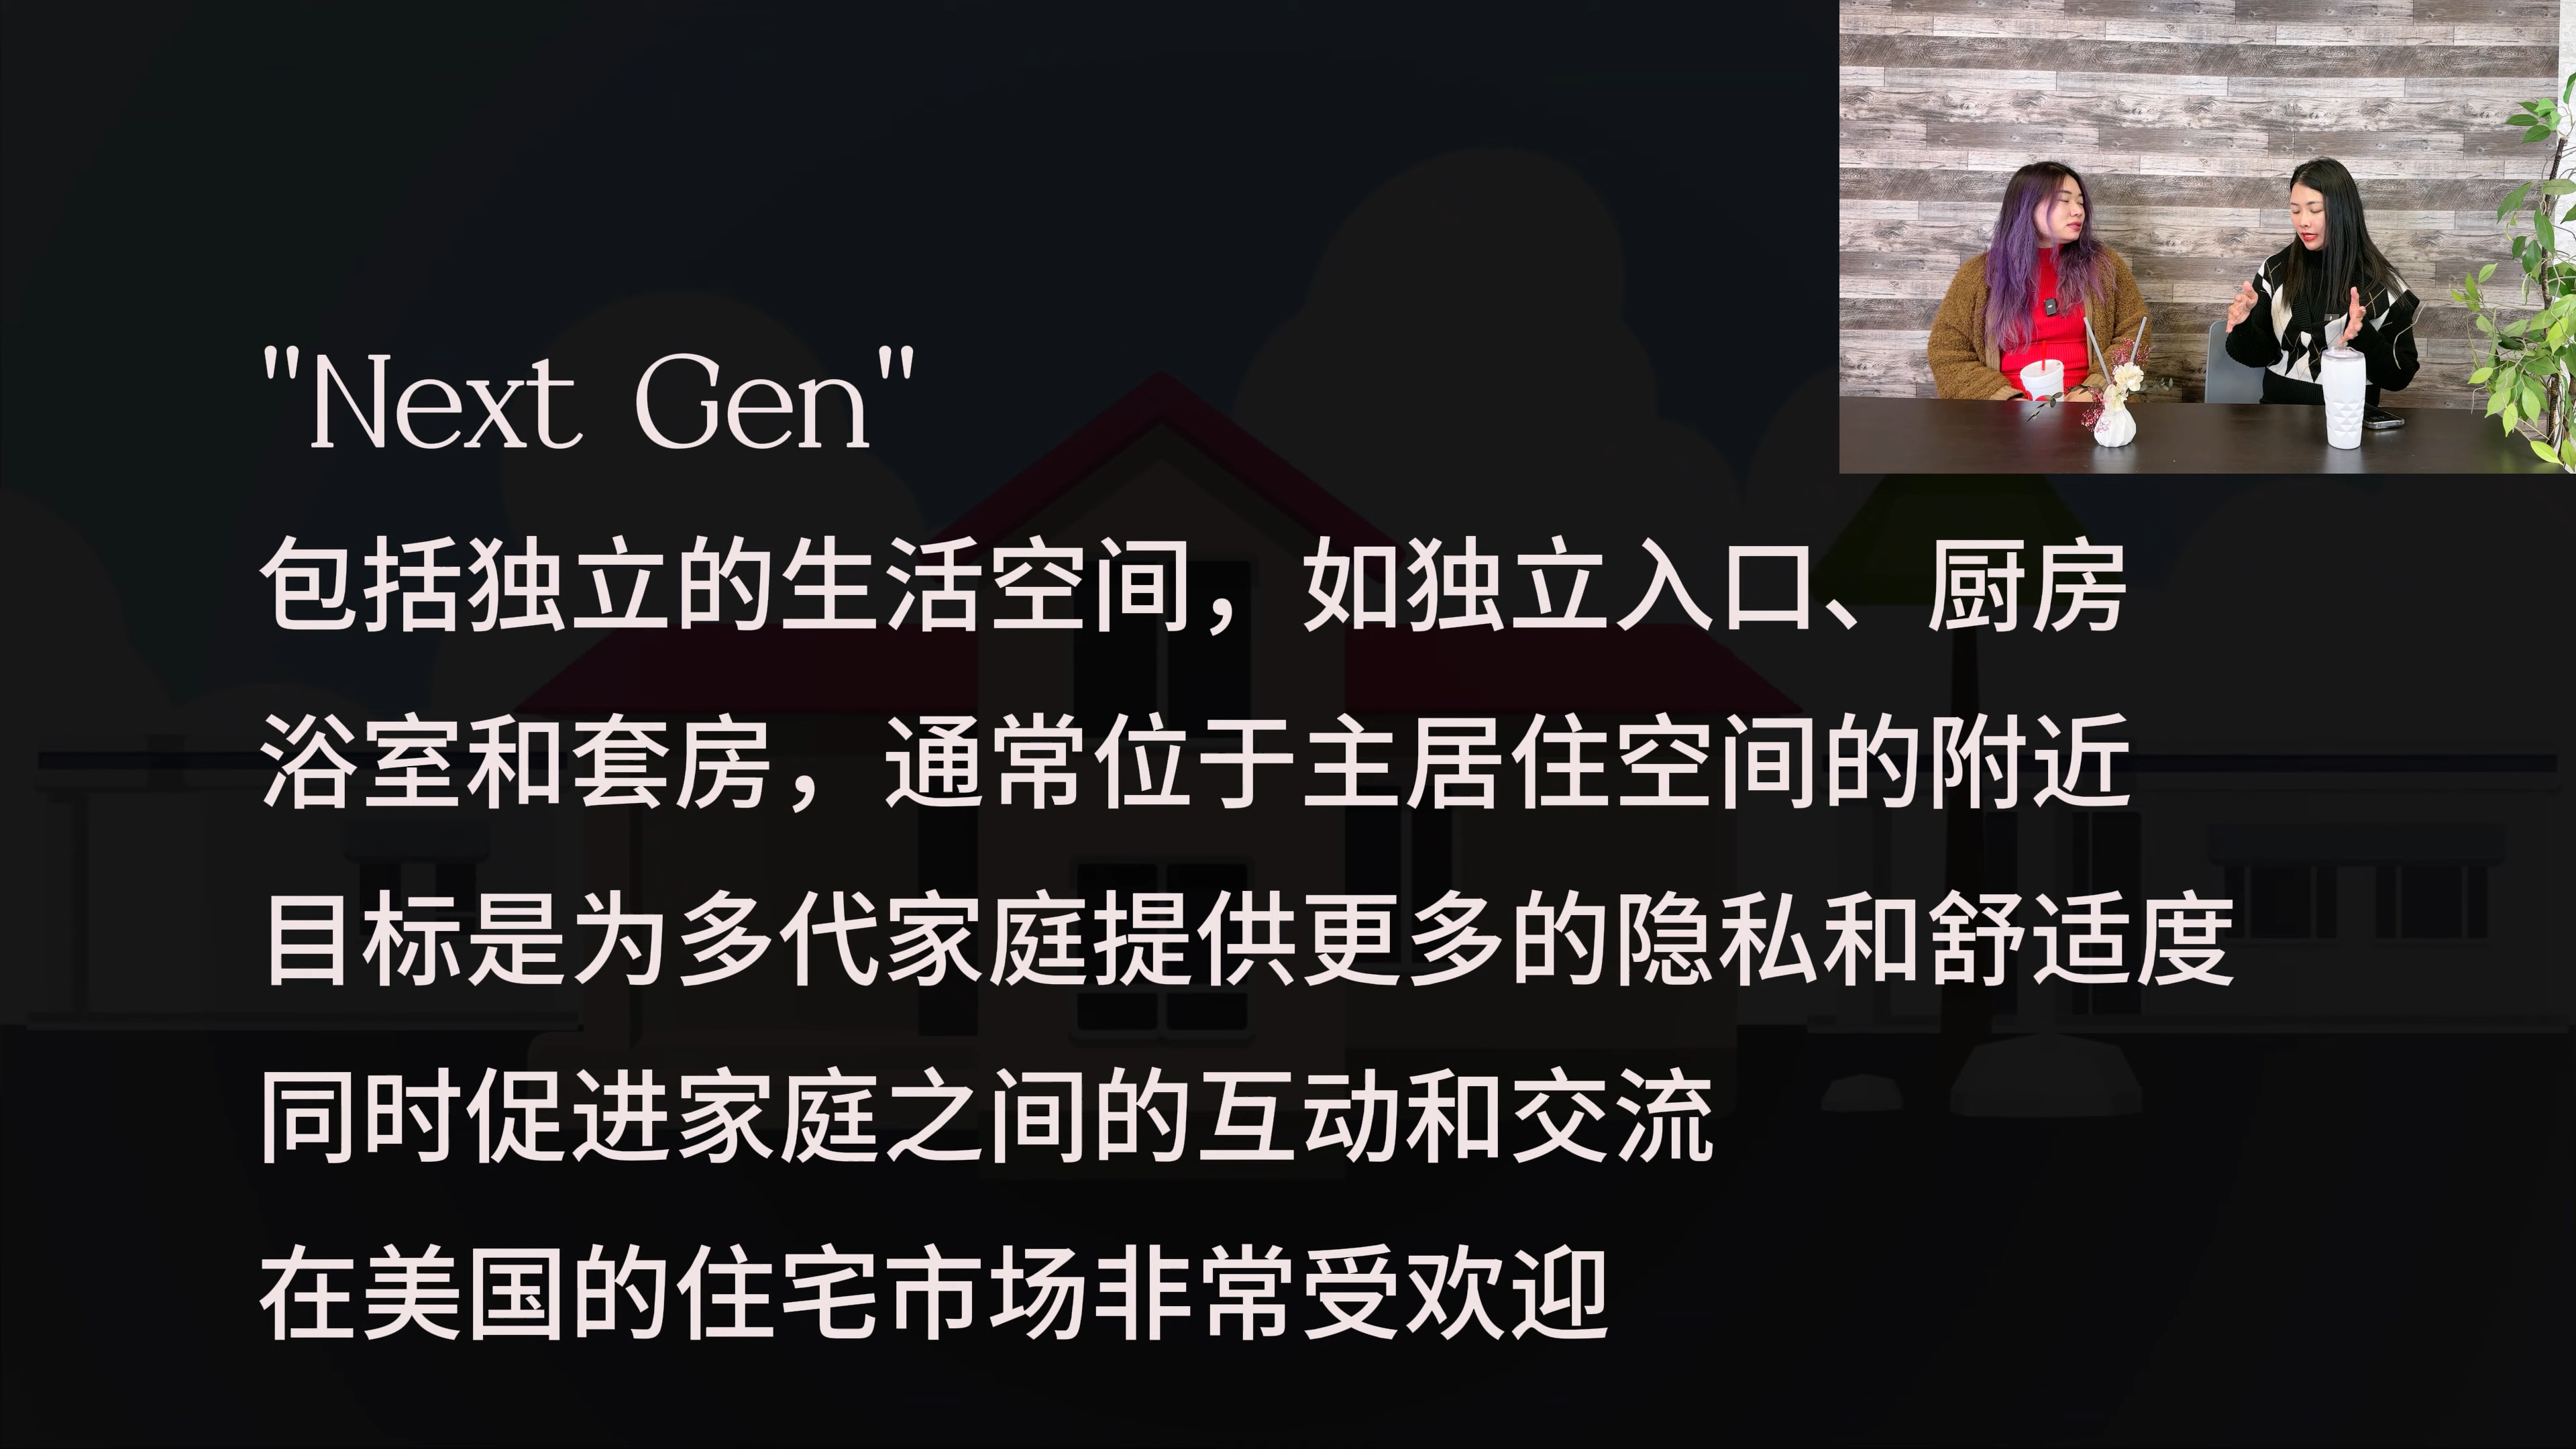 "Next Gen"
包括独立的生活空间，如独立入口、厨房
浴室和套房，通常位于主居住空间的附近
目标是为多代家庭提供更多的隐私和舒适度
同时促进家庭之间的互动和交流
在美国的住宅市场非常受欢迎